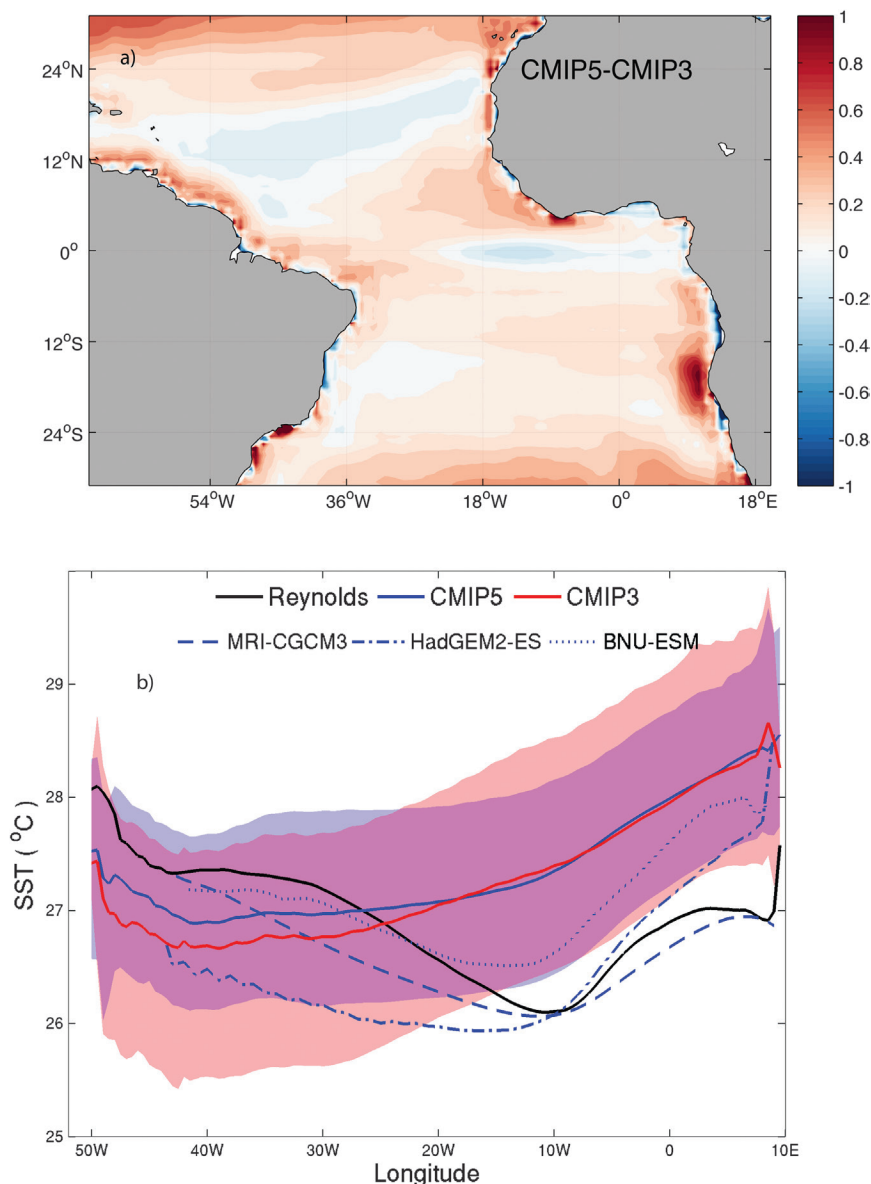 a)
CMIP5-CMIP3
24°N
12°N
0°
12°S
24°S
54°W 36°W 18°W 0° 18°E
1
0.8
0.6
0.4
0.2
0
-0.2
-0.4
-0.6
-0.8
-1
Reynolds CMIP5 CMIP3
MRI-CGCM3 HadGEM2-ES BNU-ESM
b)
SST ( °C)
29
28
27
26
25
50W 40W 30W 20W 10W 0 10E
Longitude